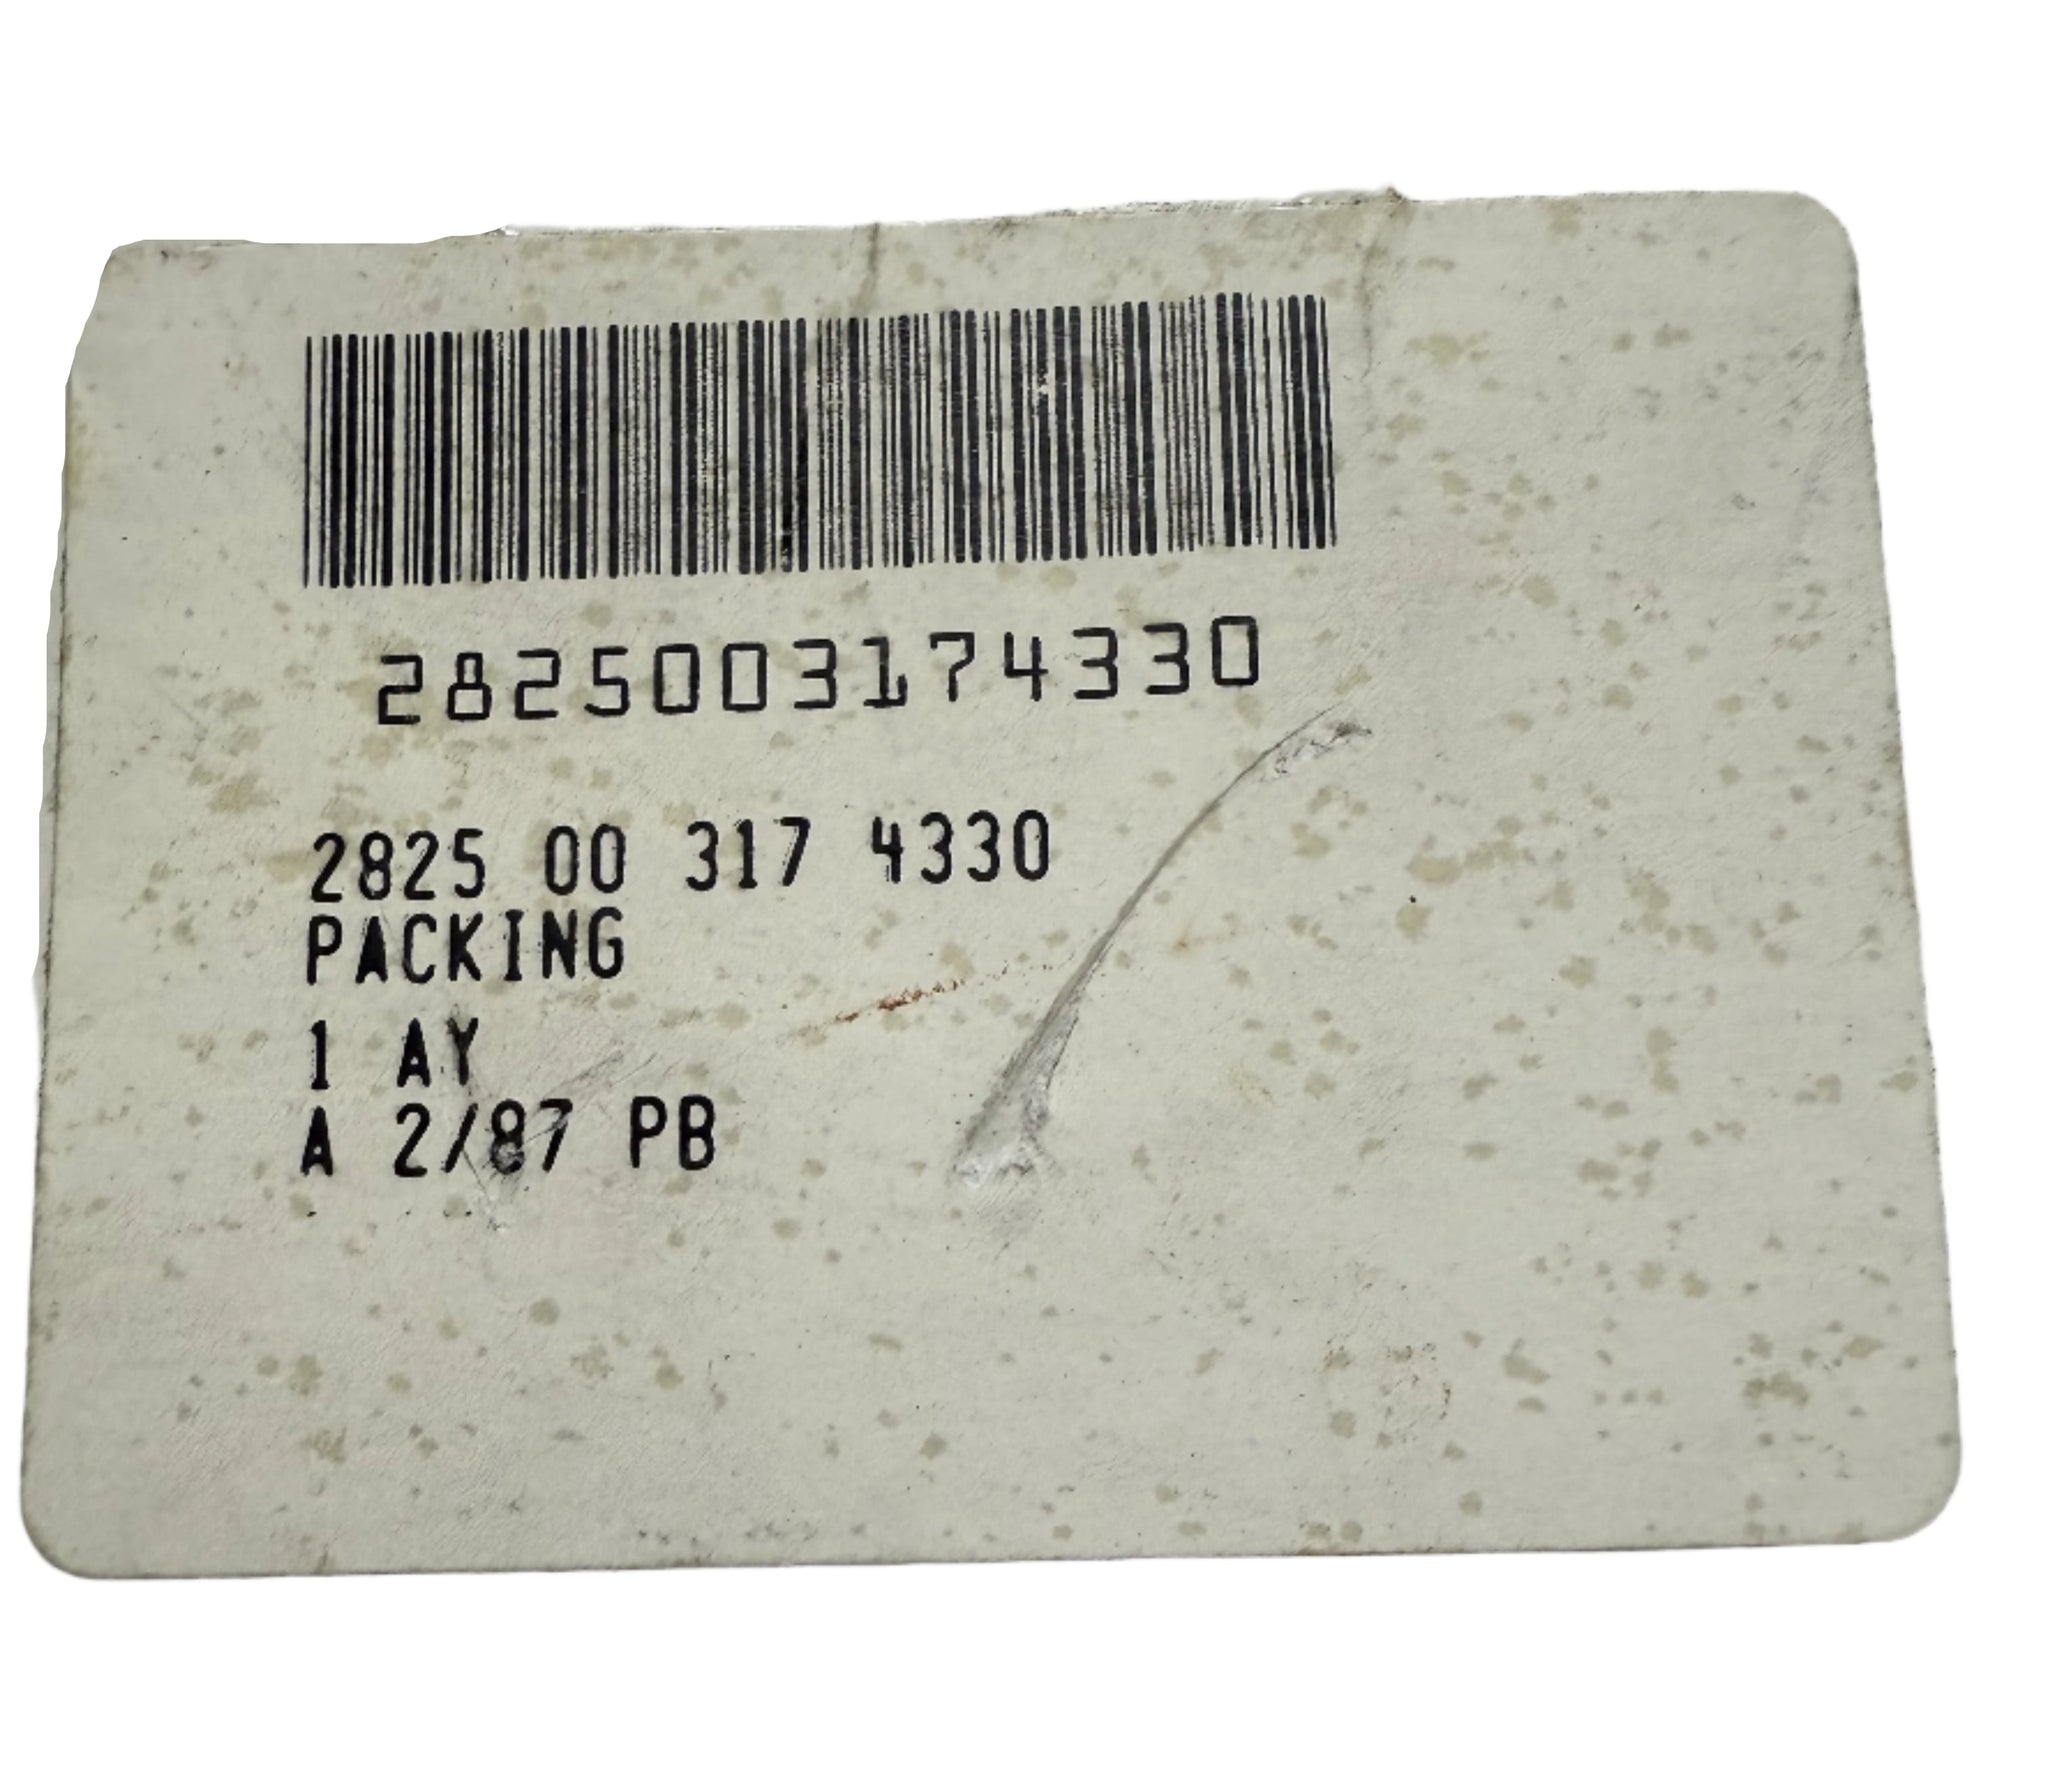 2825003174330
2825 00 317 4330
PACKING
1 AY
A 2/87 PB